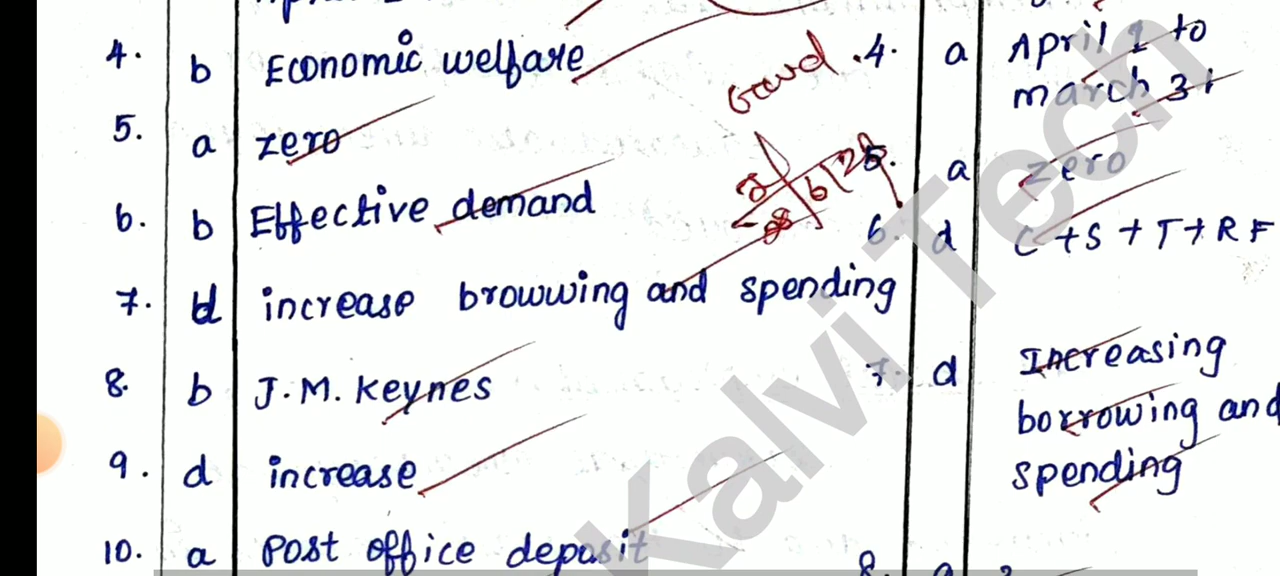 4. b Economic welfare
5. a zero
6. b Effective demand
7. d increase browwing and spending
8. b J.M. Keynes
9. d increase
10. a Post office deposit
Good
4. a April 1 to
march 31
5. a zero
6. d C+S+T+RF
7. d Increasing
borrowing and
spending
8. a
Kalvi Tech